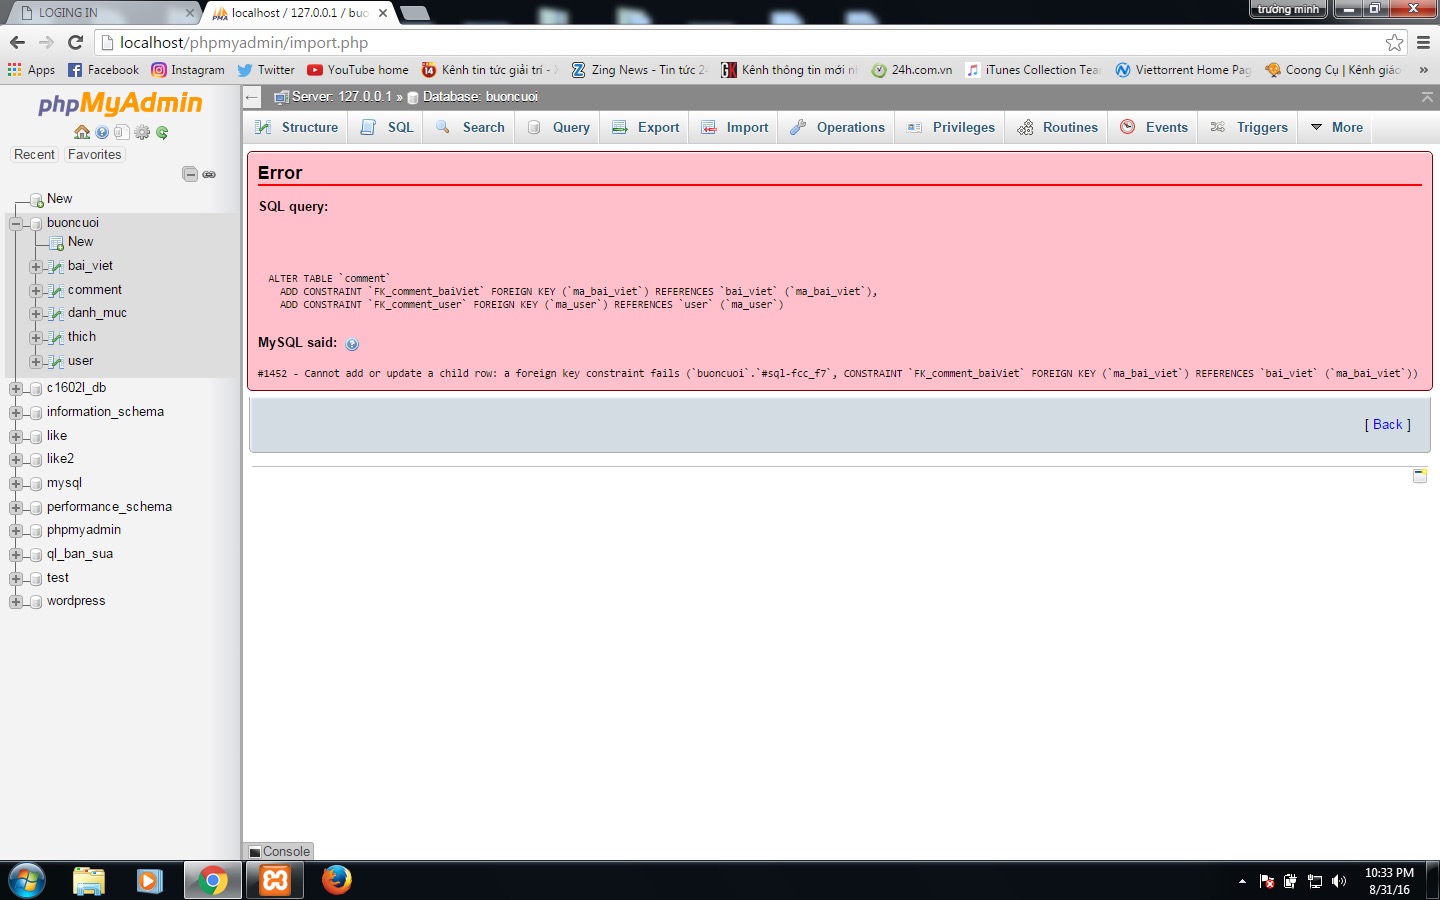 LOGING IN
localhost / 127.0.0.1 / buo
trường minh
localhost/phpmyadmin/import.php
Apps
Facebook
Instagram
Twitter
YouTube home
Kênh tin tức giải trí -
Zing News - Tin tức 24
Kênh thông tin mới n
24h.com.vn
iTunes Collection Tea
Viettorrent Home Pag
Coong Cụ | Kênh giáo
»
phpMyAdmin
Recent
Favorites
New
buoncuoi
New
bai_viet
comment
danh_muc
thich
user
c1602l_db
information_schema
like
like2
mysql
performance_schema
phpmyadmin
ql_ban_sua
test
wordpress
Server: 127.0.0.1 » Database: buoncuoi
Structure
SQL
Search
Query
Export
Import
Operations
Privileges
Routines
Events
Triggers
More
Error
SQL query:
ALTER TABLE `comment`
ADD CONSTRAINT `FK_comment_baiViet` FOREIGN KEY (`ma_bai_viet`) REFERENCES `bai_viet` (`ma_bai_viet`),
ADD CONSTRAINT `FK_comment_user` FOREIGN KEY (`ma_user`) REFERENCES `user` (`ma_user`)
MySQL said:
#1452 - Cannot add or update a child row: a foreign key constraint fails (`buoncuoi`.`#sql-fcc_f7`, CONSTRAINT `FK_comment_baiViet` FOREIGN KEY (`ma_bai_viet`) REFERENCES `bai_viet` (`ma_bai_viet`))
[ Back ]
Console
10:33 PM
8/31/16